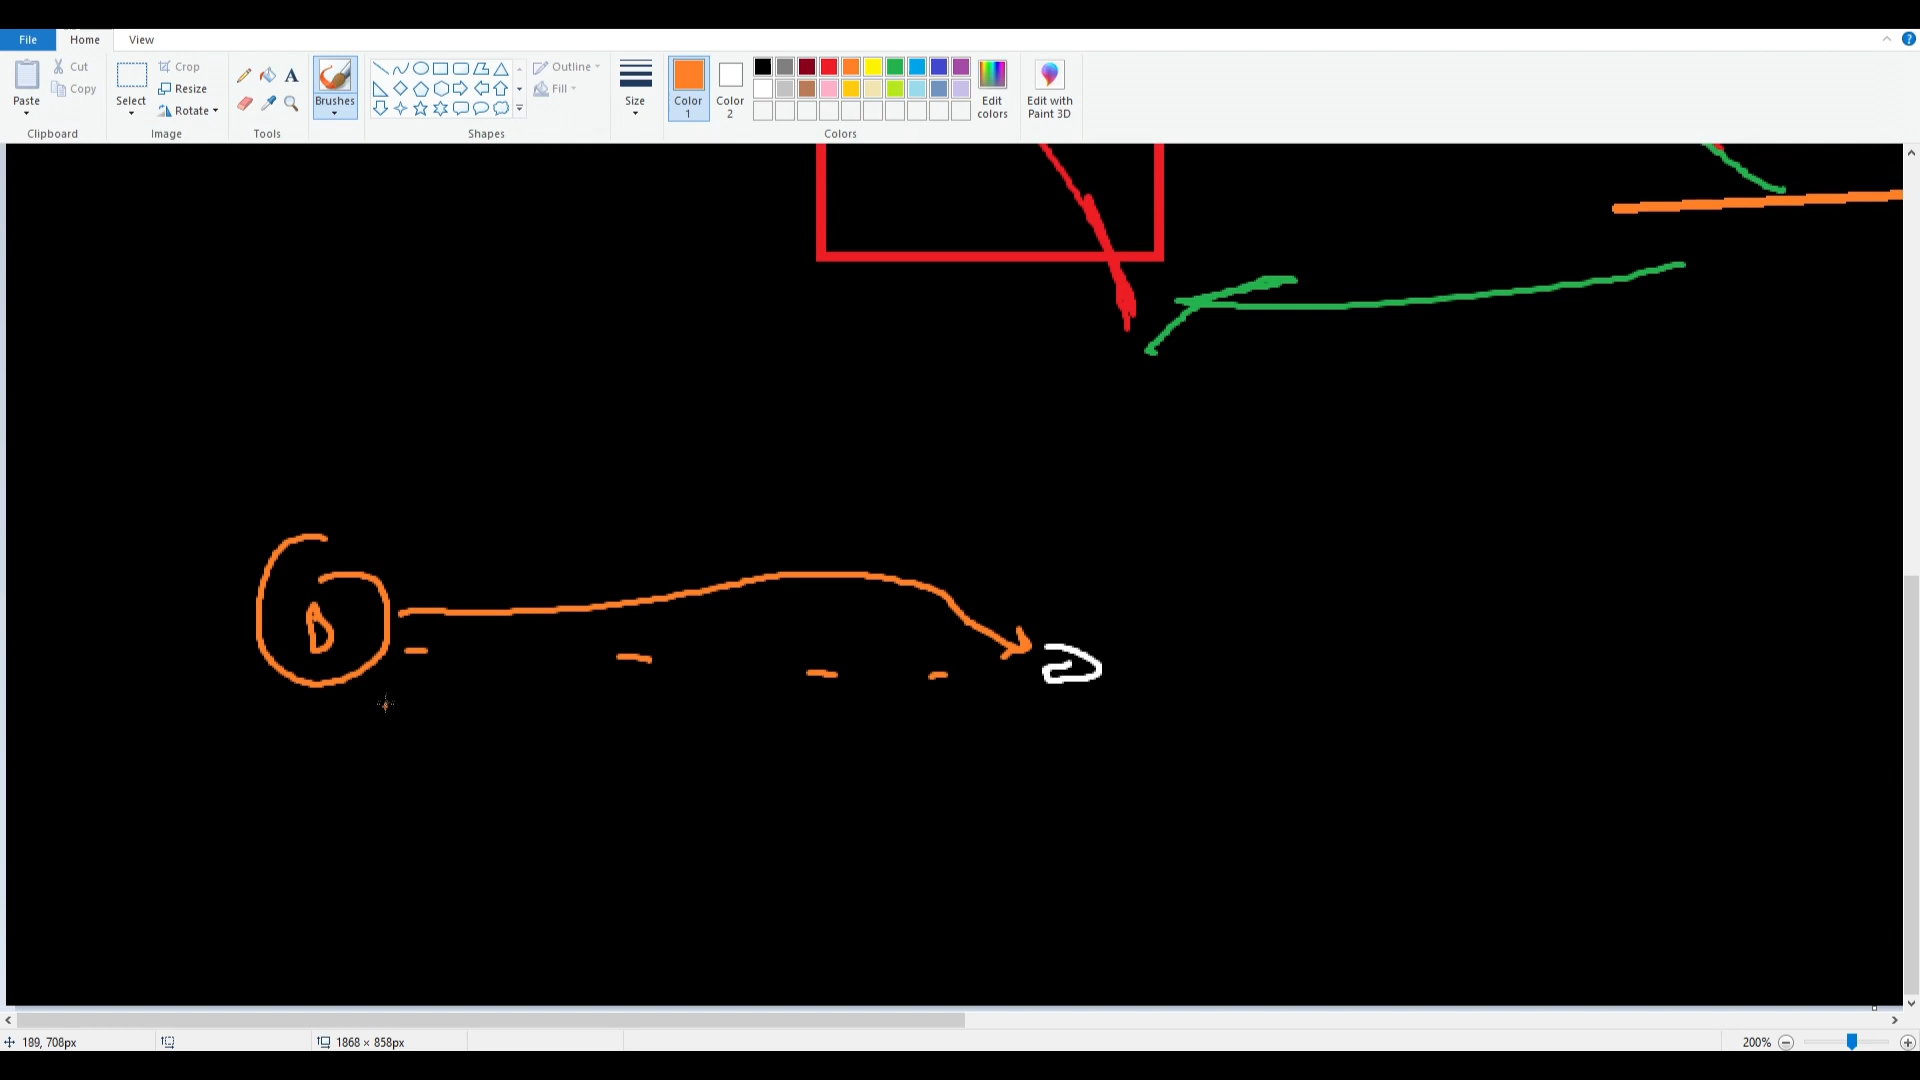 File Home View
Cut
Copy
Paste
Clipboard
Select
Crop
Resize
Rotate
Image
Tools
Brushes
Shapes
Outline
Fill
Size
Color 1
Color 2
Colors
Edit colors
Edit with Paint 3D
D
189, 708px
1868 × 858px
200%